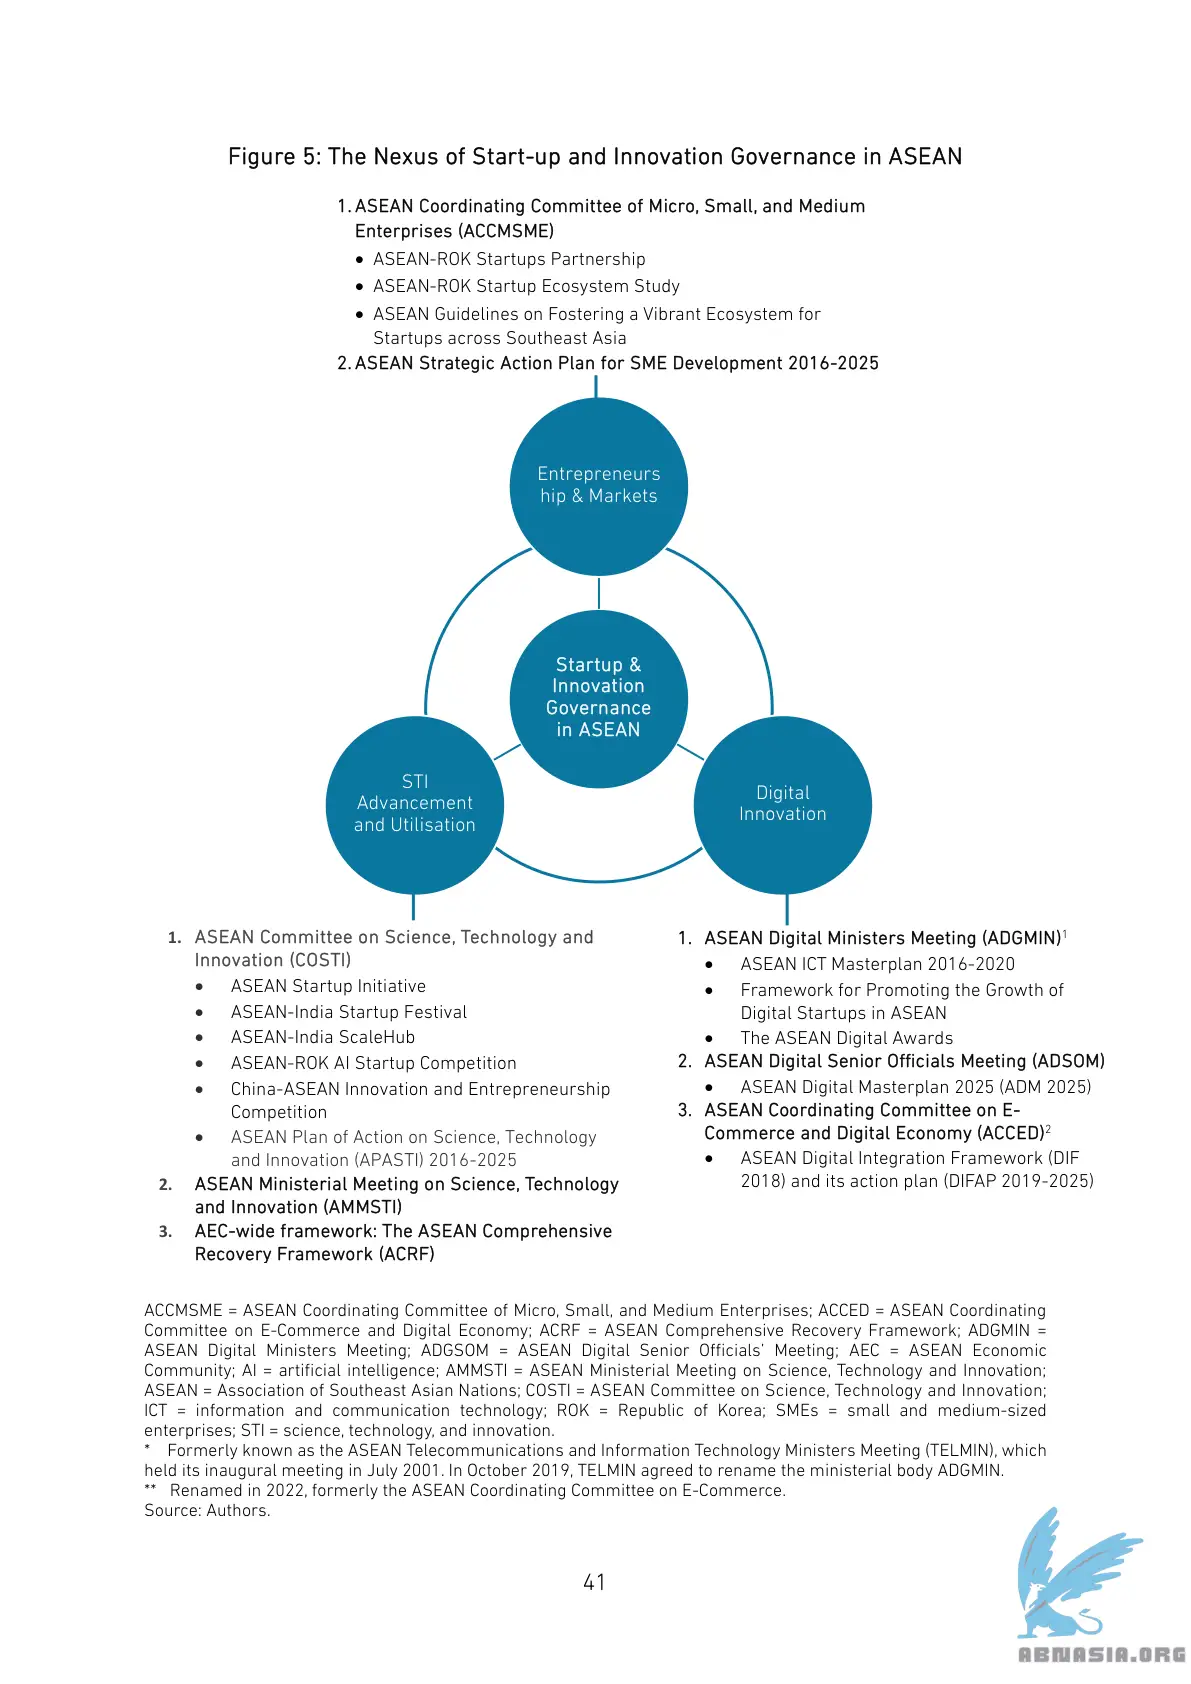 Figure 5: The Nexus of Start-up and Innovation Governance in ASEAN
1. ASEAN Coordinating Committee of Micro, Small, and Medium
Enterprises (ACCMSME)
• ASEAN-ROK Startups Partnership
• ASEAN-ROK Startup Ecosystem Study
• ASEAN Guidelines on Fostering a Vibrant Ecosystem for
Startups across Southeast Asia
2. ASEAN Strategic Action Plan for SME Development 2016-2025
Entrepreneurs
hip & Markets
Startup &
Innovation
Governance
in ASEAN
STI
Advancement
and Utilisation
Digital
Innovation
1. ASEAN Committee on Science, Technology and
Innovation (COSTI)
• ASEAN Startup Initiative
• ASEAN-India Startup Festival
• ASEAN-India ScaleHub
• ASEAN-ROK AI Startup Competition
• China-ASEAN Innovation and Entrepreneurship
Competition
• ASEAN Plan of Action on Science, Technology
and Innovation (APASTI) 2016-2025
2. ASEAN Ministerial Meeting on Science, Technology
and Innovation (AMMSTI)
3. AEC-wide framework: The ASEAN Comprehensive
Recovery Framework (ACRF)
1. ASEAN Digital Ministers Meeting (ADGMIN)1
• ASEAN ICT Masterplan 2016-2020
• Framework for Promoting the Growth of
Digital Startups in ASEAN
• The ASEAN Digital Awards
2. ASEAN Digital Senior Officials Meeting (ADSOM)
• ASEAN Digital Masterplan 2025 (ADM 2025)
3. ASEAN Coordinating Committee on E-
Commerce and Digital Economy (ACCED)2
• ASEAN Digital Integration Framework (DIF
2018) and its action plan (DIFAP 2019-2025)
ACCMSME = ASEAN Coordinating Committee of Micro, Small, and Medium Enterprises; ACCED = ASEAN Coordinating
Committee on E-Commerce and Digital Economy; ACRF = ASEAN Comprehensive Recovery Framework; ADGMIN =
ASEAN Digital Ministers Meeting; ADGSOM = ASEAN Digital Senior Officials' Meeting; AEC = ASEAN Economic
Community; AI = artificial intelligence; AMMSTI = ASEAN Ministerial Meeting on Science, Technology and Innovation;
ASEAN = Association of Southeast Asian Nations; COSTI = ASEAN Committee on Science, Technology and Innovation;
ICT = information and communication technology; ROK = Republic of Korea; SMEs = small and medium-sized
enterprises; STI = science, technology, and innovation.
* Formerly known as the ASEAN Telecommunications and Information Technology Ministers Meeting (TELMIN), which
held its inaugural meeting in July 2001. In October 2019, TELMIN agreed to rename the ministerial body ADGMIN.
** Renamed in 2022, formerly the ASEAN Coordinating Committee on E-Commerce.
Source: Authors.
41
ABNASIA.ORG